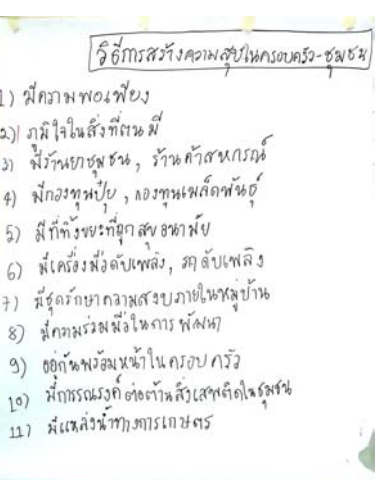 วิธีการสร้างความสุขในครอบครัว-ชุมชน
1) มีความพอเพียง
2) ภูมิใจในสิ่งที่ตนมี
3) มีร้านยาชุมชน, ร้านค้าสหกรณ์
4) มีกองทุนปุ๋ย, กองทุนเมล็ดพันธุ์
5) มีที่ทิ้งขยะที่ถูกสุขอนามัย
6) มีเครื่องมือดับเพลิง, รถดับเพลิง
7) มีชุดรักษาความสงบภายในหมู่บ้าน
8) มีความร่วมมือในการพัฒนา
9) อยู่กันพร้อมหน้าในครอบครัว
10) มีการรณรงค์ต่อต้านสิ่งเสพติดในชุมชน
11) มีแหล่งน้ำทางการเกษตร